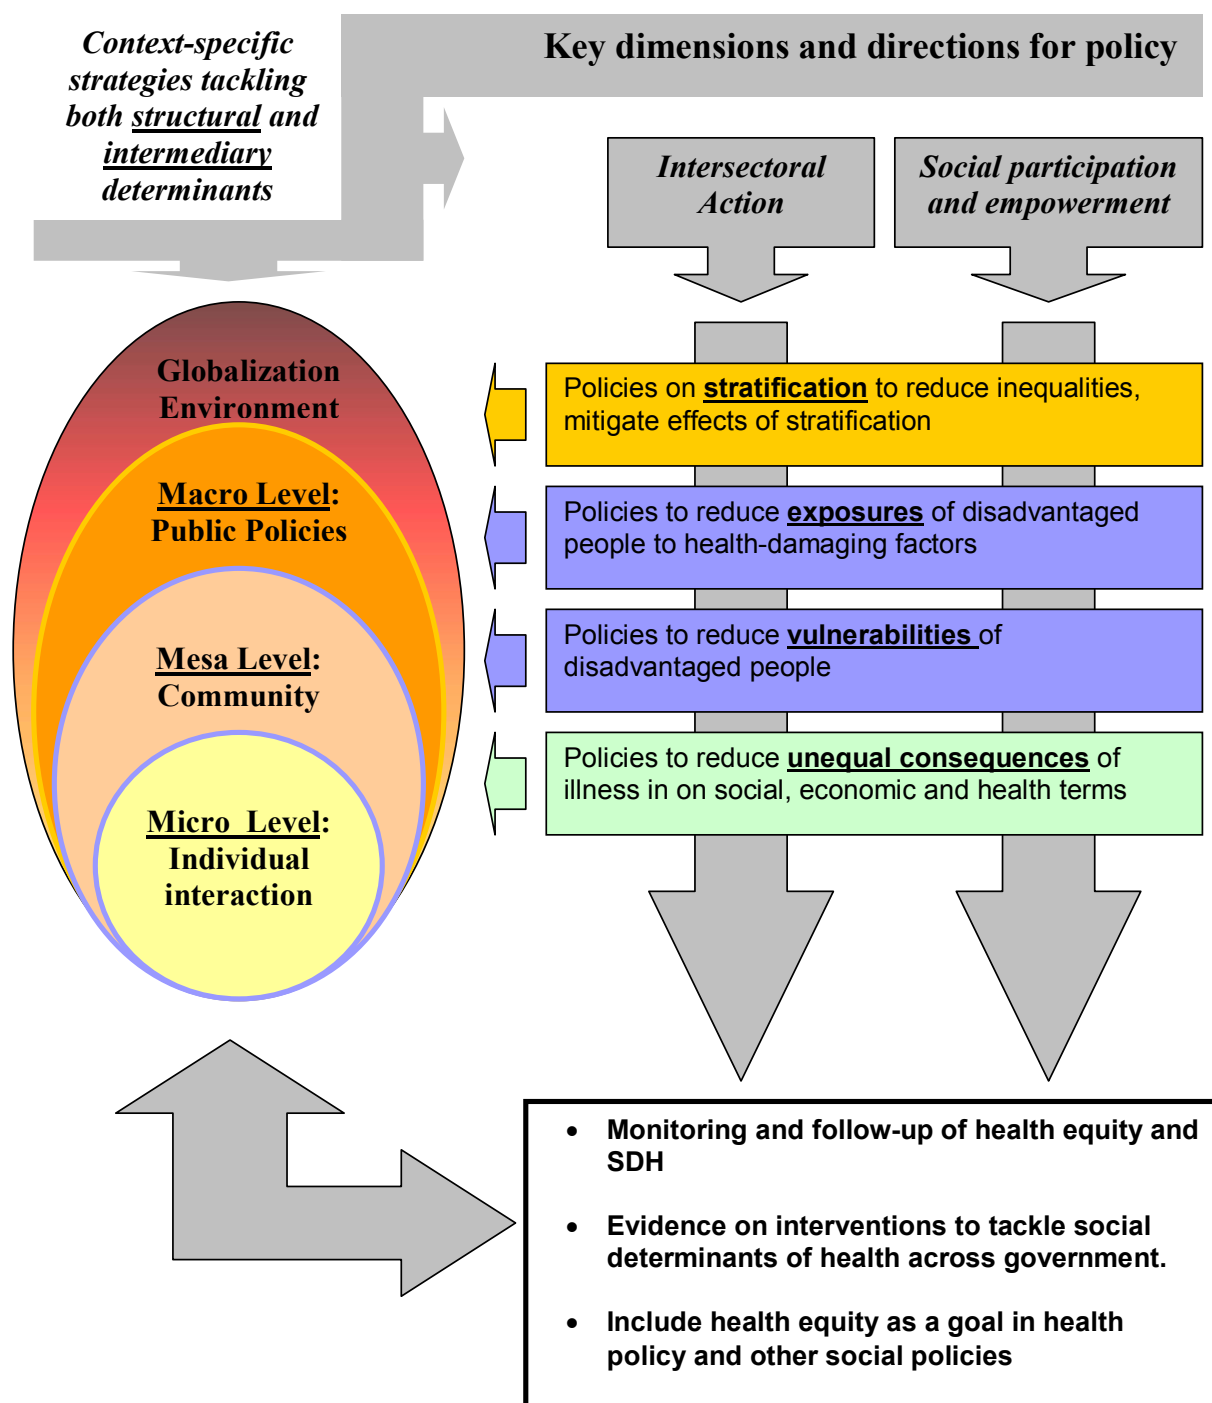 Context-specific
strategies tackling
both structural and
intermediary
determinants
Key dimensions and directions for policy
Intersectoral
Action
Social participation
and empowerment
Globalization
Environment
Macro Level:
Public Policies
Mesa Level:
Community
Micro Level:
Individual
interaction
Policies on stratification to reduce inequalities,
mitigate effects of stratification
Policies to reduce exposures of disadvantaged
people to health-damaging factors
Policies to reduce vulnerabilities of
disadvantaged people
Policies to reduce unequal consequences of
illness in on social, economic and health terms
• Monitoring and follow-up of health equity and
SDH
• Evidence on interventions to tackle social
determinants of health across government.
• Include health equity as a goal in health
policy and other social policies